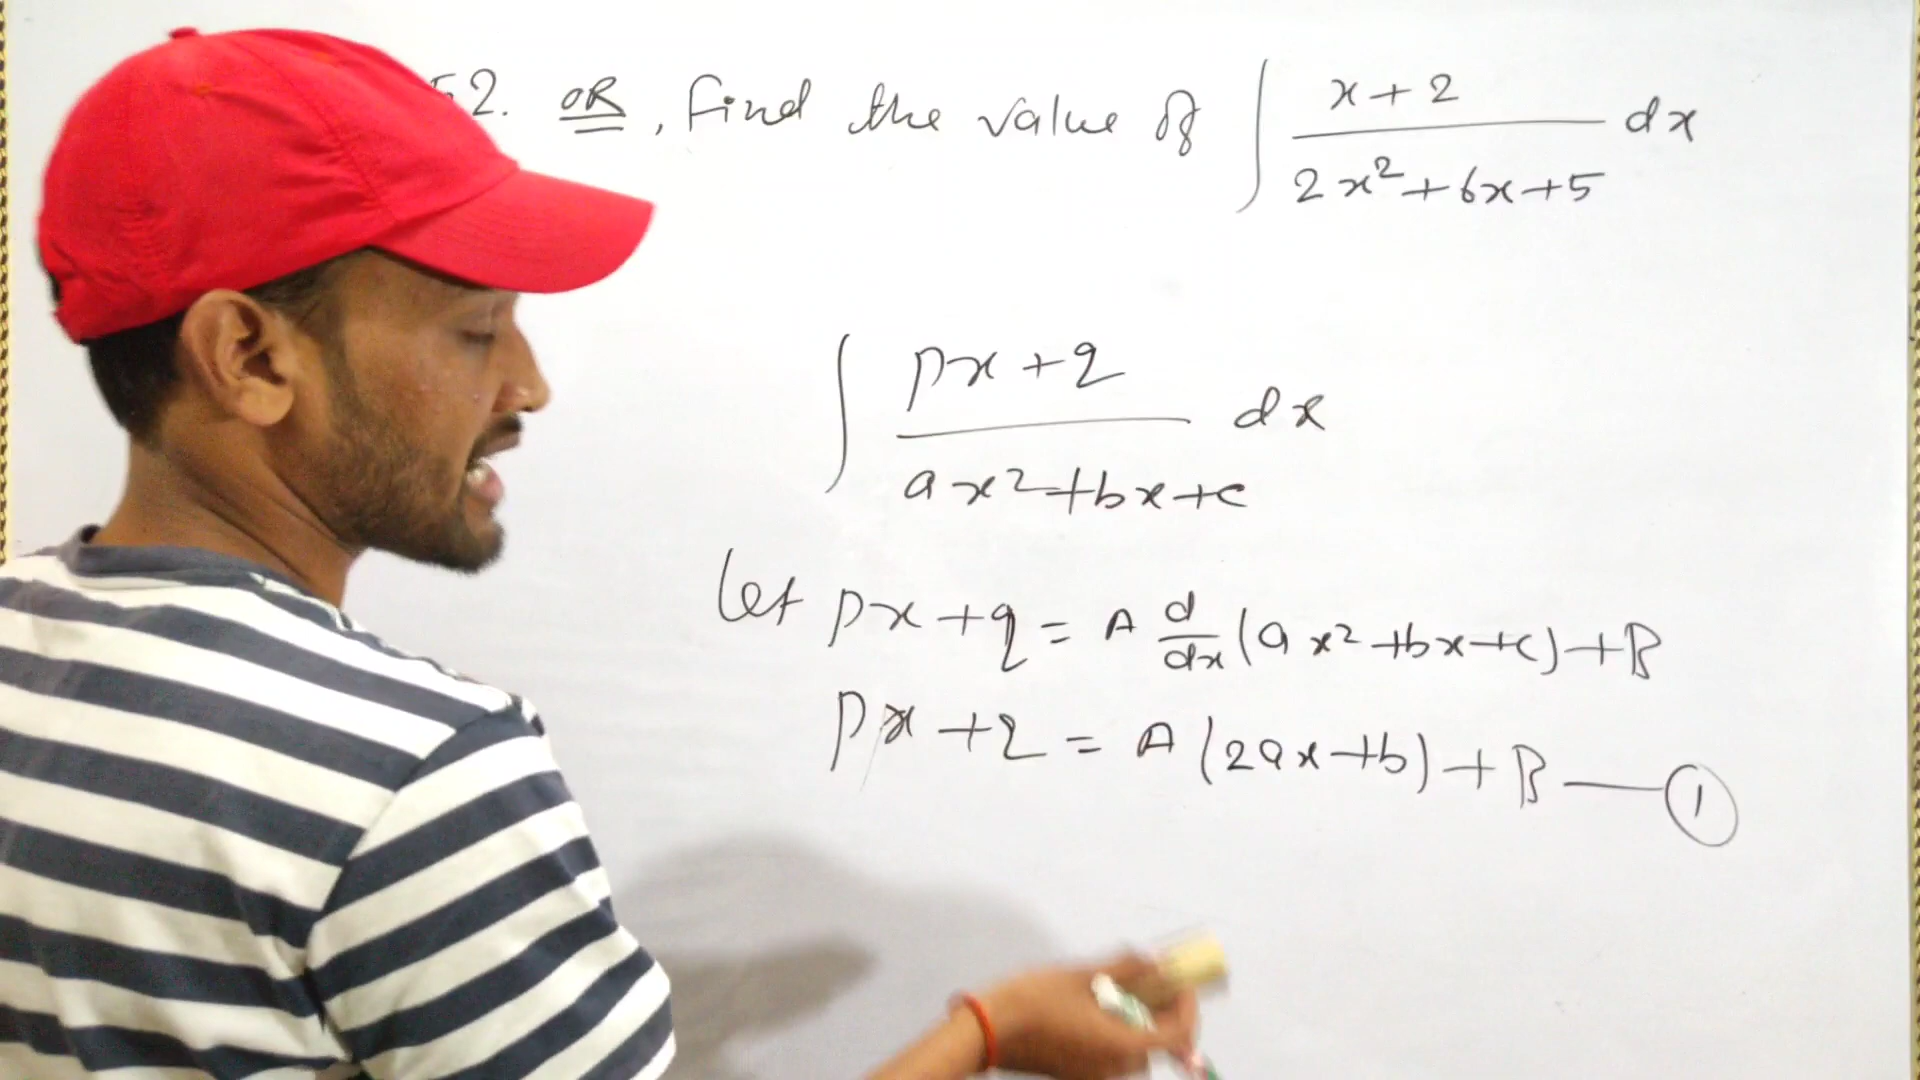 52. OR, Find the value of ∫ (x+2)/(2x²+6x+5) dx
∫ (px+q)/(ax²+bx+c) dx
Let px+q = A d/dx (ax²+bx+c)+B
px+q = A(2ax+b)+B — ①